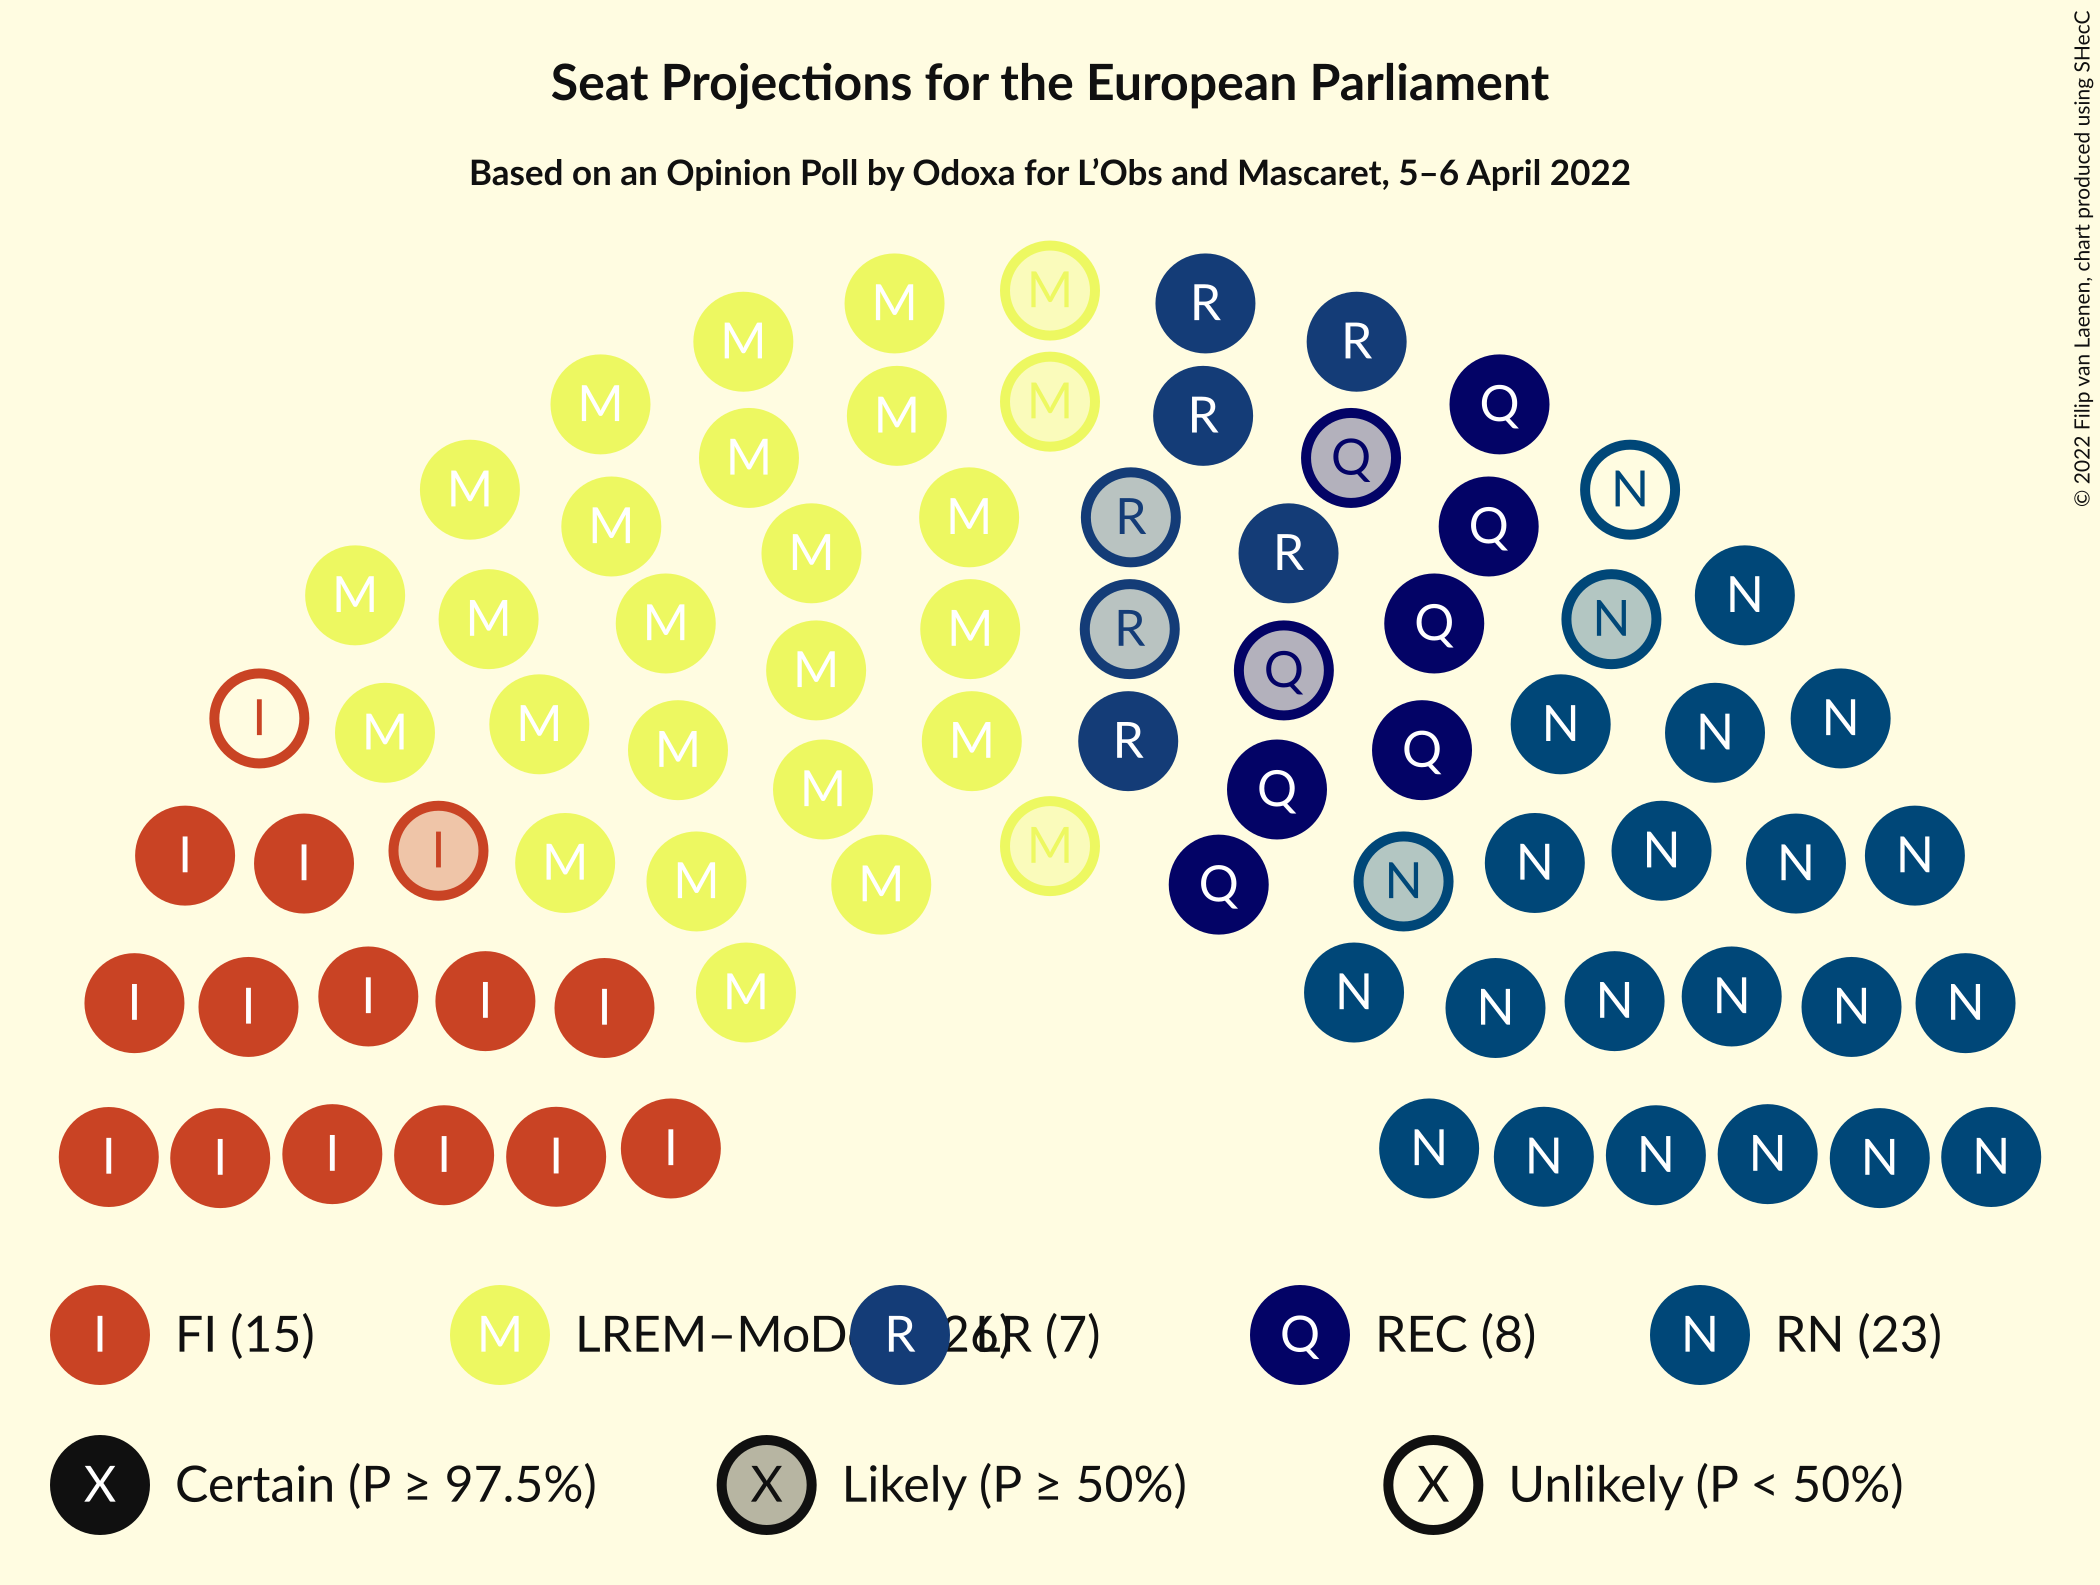 Seat Projections for the European Parliament
Based on an Opinion Poll by Odoxa for L’Obs and Mascaret, 5–6 April 2022
© 2022 Filip van Laenen, chart produced using SHecC
M M M R R
M M M R Q
M M Q N
M M R Q
M M R N
M M M R Q N N
M M R Q N
I M M M M R Q N N N
I I I M M M M Q Q N N N N N
I I I I I M N N N N N N
I I I I I I N N N N N N
I FI (15) M LREM–MoD R 26) LR (7) Q REC (8) N RN (23)
X Certain (P ≥ 97.5%) X Likely (P ≥ 50%) X Unlikely (P < 50%)